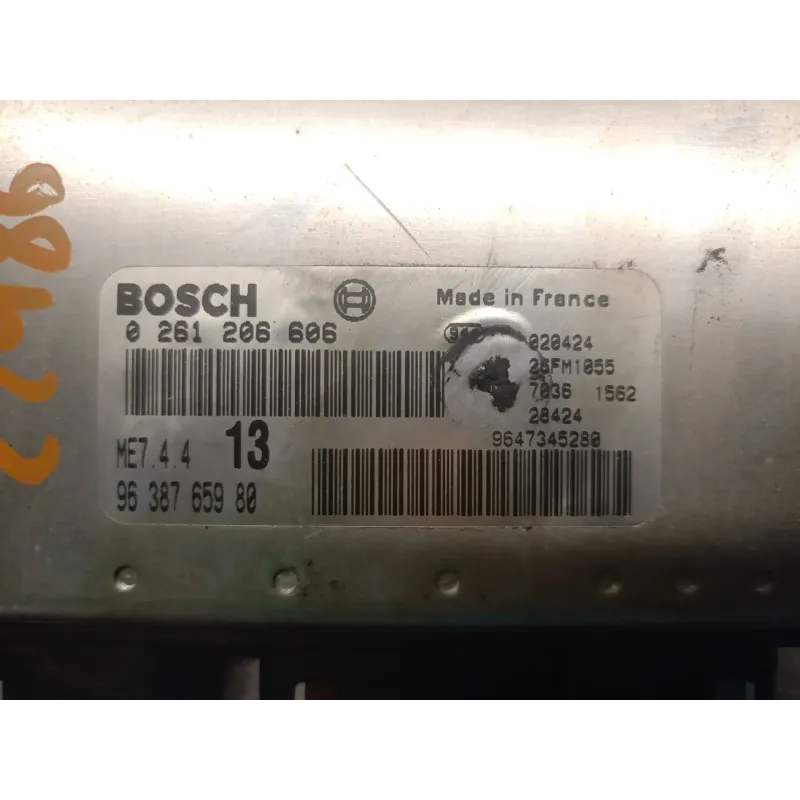 BOSCH
Made in France
0 261 206 606
020424
26FM1055
7036 1562
28424
9647345280
ME7.4.4 13
96 387 659 80